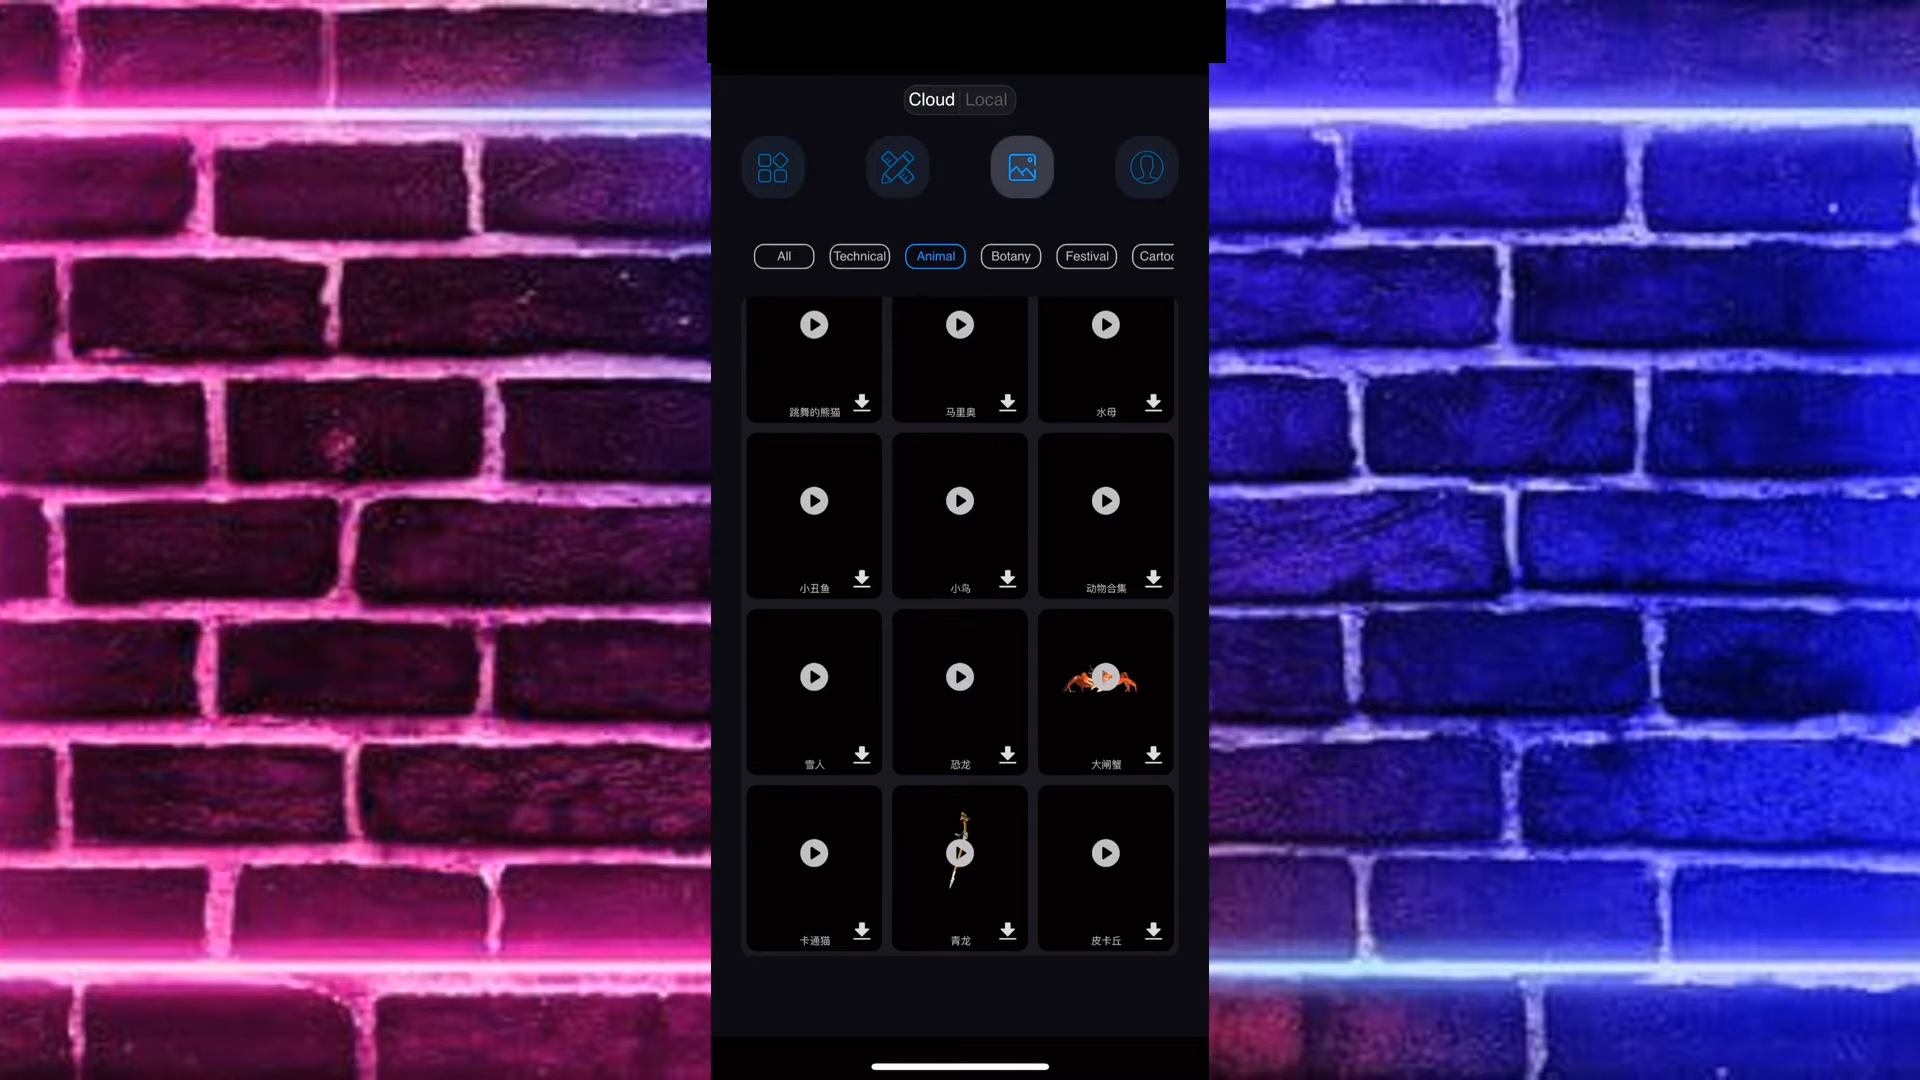 Cloud Local
All Technical Animal Botany Festival Cartoo
跳舞的熊猫 马里奥 水母
小丑鱼 小鸟 动物合集
雪人 恐龙 大闸蟹
卡通猫 青龙 皮卡丘